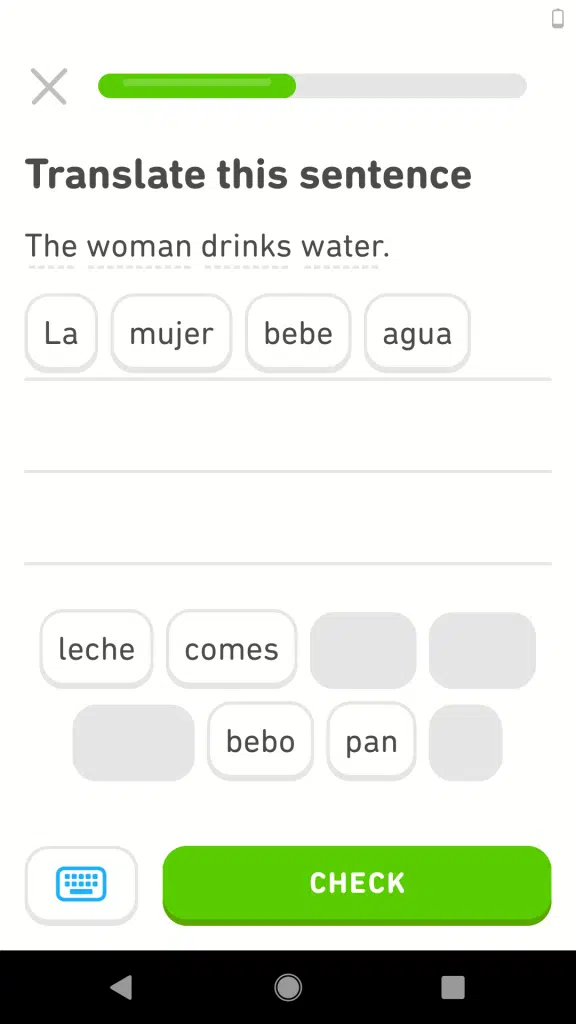 Translate this sentence
The woman drinks water.
La mujer bebe agua
leche comes
bebo pan
CHECK